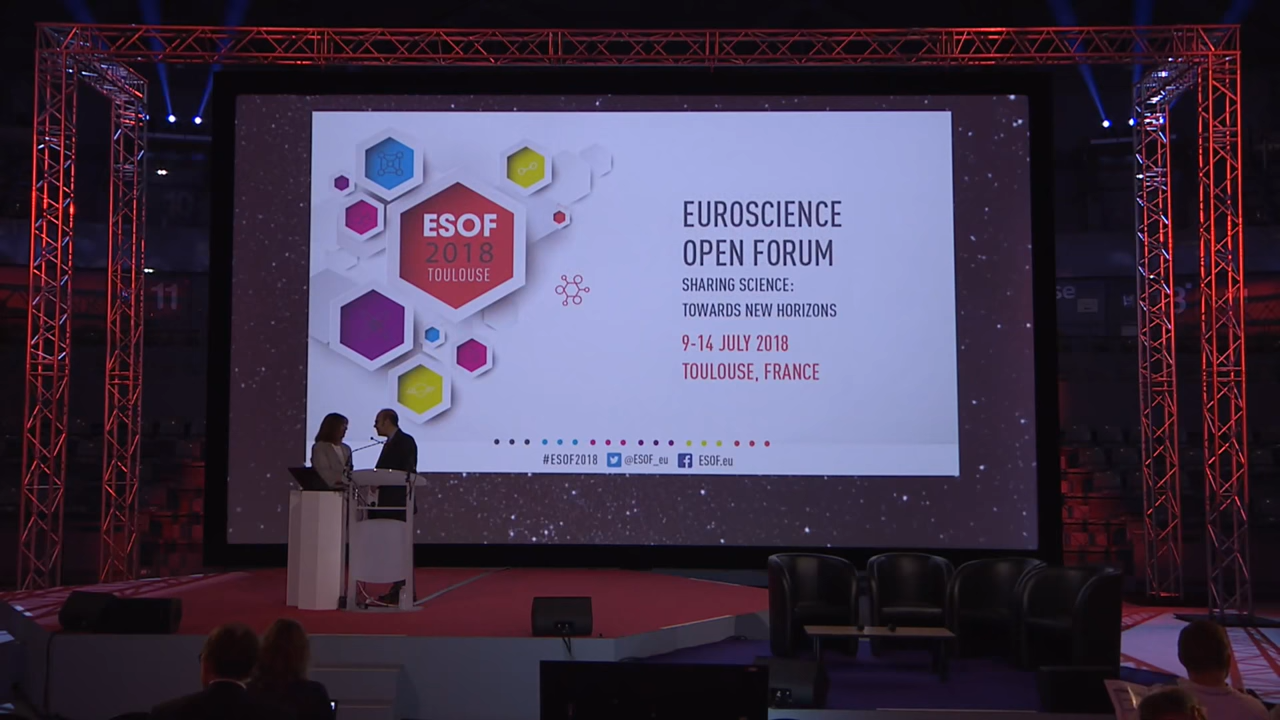 ESOF
2018
TOULOUSE
EUROSCIENCE
OPEN FORUM
SHARING SCIENCE:
TOWARDS NEW HORIZONS
9-14 JULY 2018
TOULOUSE, FRANCE
#ESOF2018 @ESOF_eu ESOF.eu
11